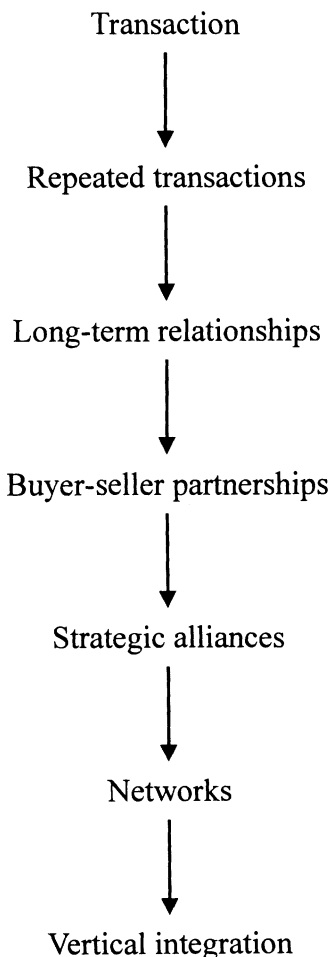 Transaction
Repeated transactions
Long-term relationships
Buyer-seller partnerships
Strategic alliances
Networks
Vertical integration